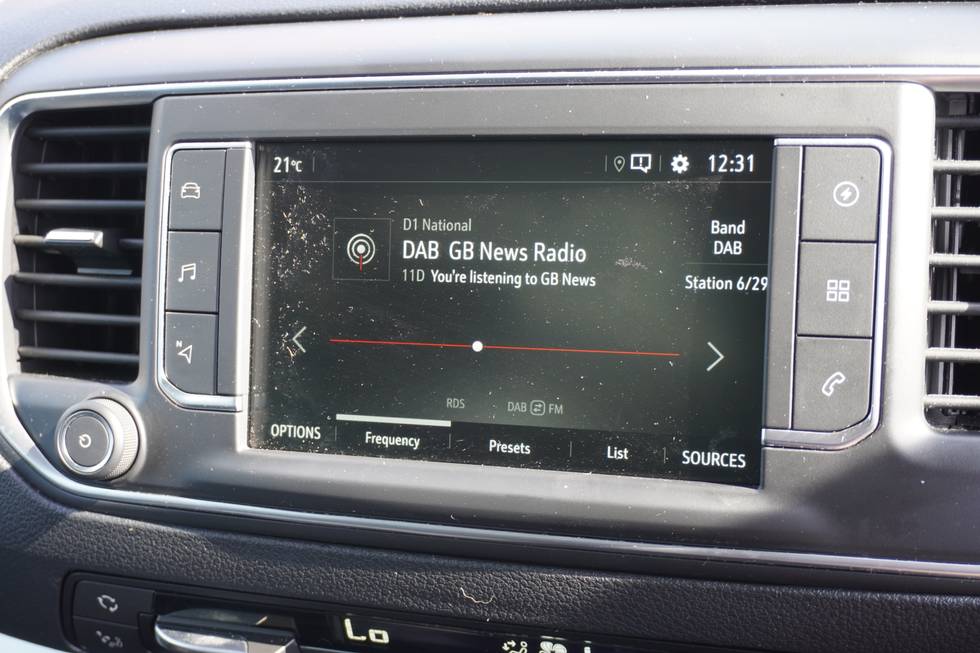 21°C
12:31
D1 National
DAB GB News Radio
11D You're listening to GB News
Band
DAB
Station 6/29
N
RDS
DAB FM
OPTIONS
Frequency
Presets
List
SOURCES
Lo